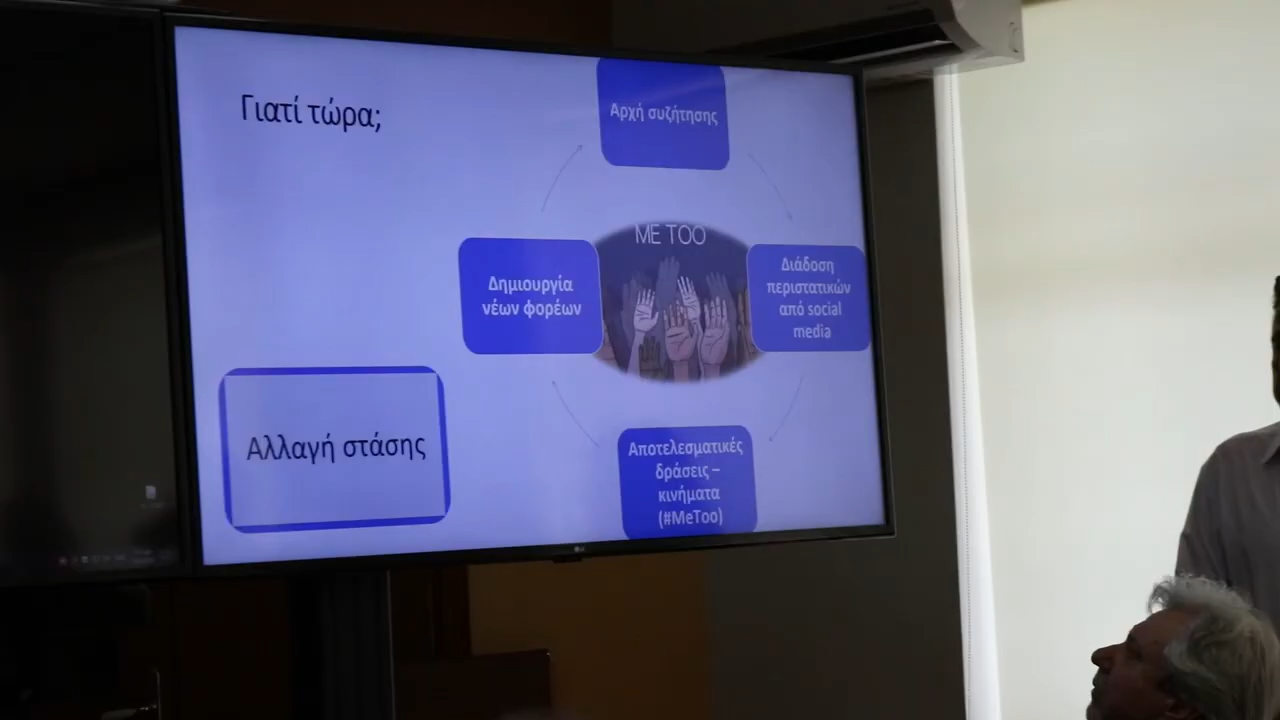 Γιατί τώρα;
Αρχή συζήτησης
ME TOO
Διάδοση
περιστατικών
από social
media
Αποτελεσματικές
δράσεις –
κινήματα
(#MeToo)
Δημιουργία
νέων φορέων
Αλλαγή στάσης
LG